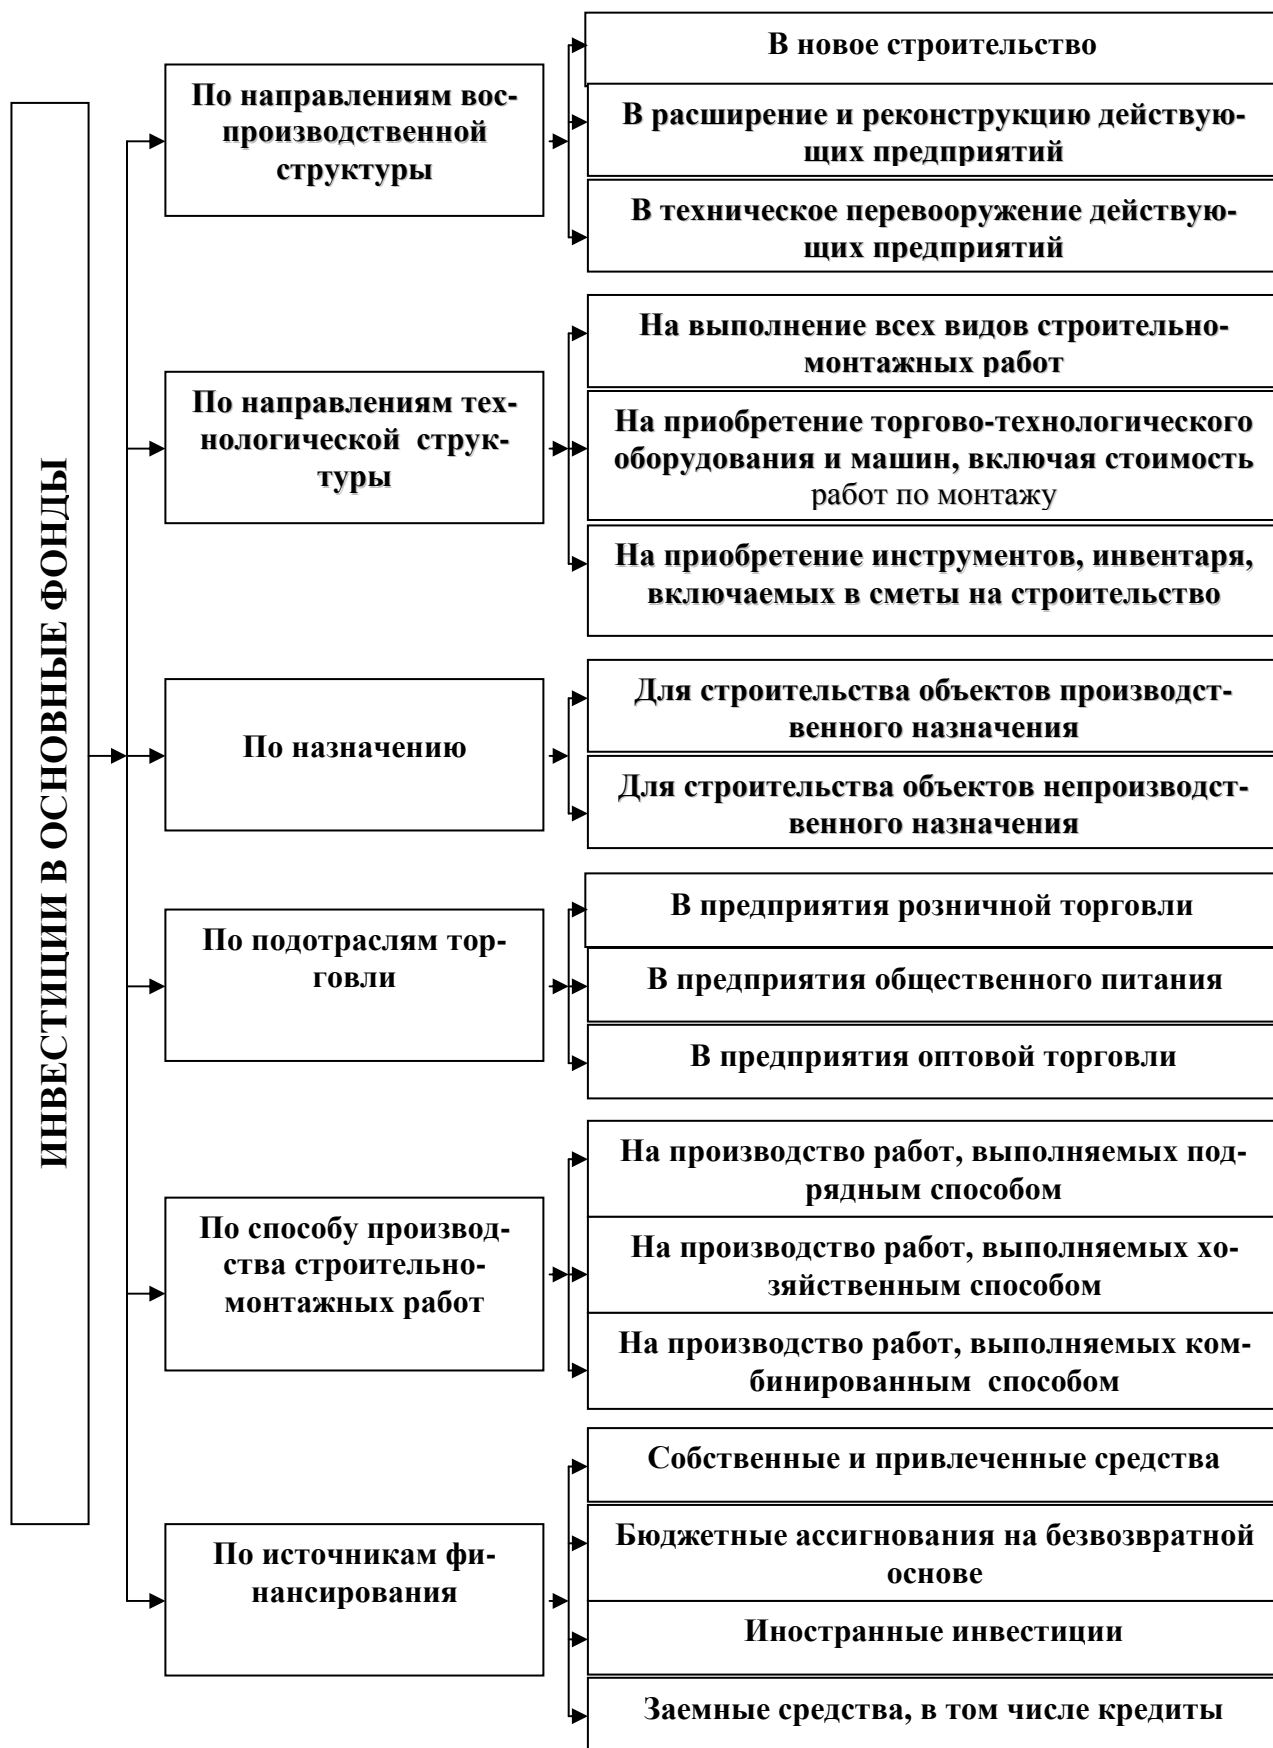 ИНВЕСТИЦИИ В ОСНОВНЫЕ ФОНДЫ
По направлениям вос-
производственной
структуры
В новое строительство
В расширение и реконструкцию действую-
щих предприятий
В техническое перевооружение действую-
щих предприятий
По направлениям тех-
нологической структу-
ры
На выполнение всех видов строительно-
монтажных работ
На приобретение торгово-технологического
оборудования и машин, включая стоимость
работ по монтажу
На приобретение инструментов, инвентаря,
включаемых в сметы на строительство
По назначению
Для строительства объектов производст-
венного назначения
Для строительства объектов непроизводст-
венного назначения
По подотраслям тор-
говли
В предприятия розничной торговли
В предприятия общественного питания
В предприятия оптовой торговли
По способу производ-
ства строительно-
монтажных работ
На производство работ, выполняемых под-
рядным способом
На производство работ, выполняемых хо-
зяйственным способом
На производство работ, выполняемых ком-
бинированным способом
По источникам фи-
нансирования
Собственные и привлеченные средства
Бюджетные ассигнования на безвозвратной
основе
Иностранные инвестиции
Заемные средства, в том числе кредиты